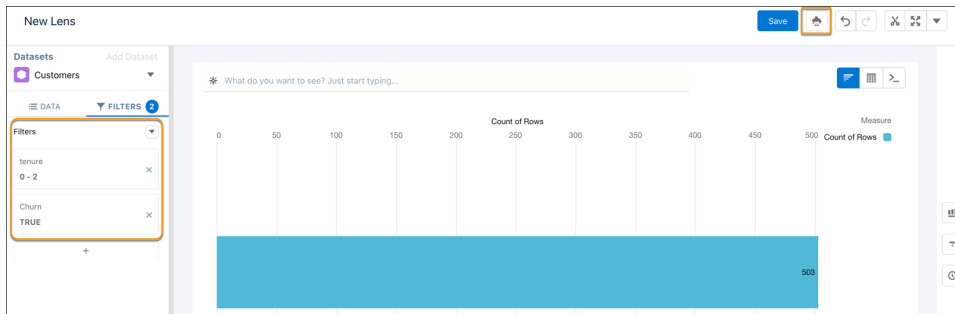 New Lens
Save
Datasets
Add Dataset
Customers
DATA
FILTERS 2
Filters
tenure
0 - 2
Churn
TRUE
+
What do you want to see? Just start typing...
Count of Rows
0 50 100 150 200 250 300 350 400 450 500
503
Measure
Count of Rows